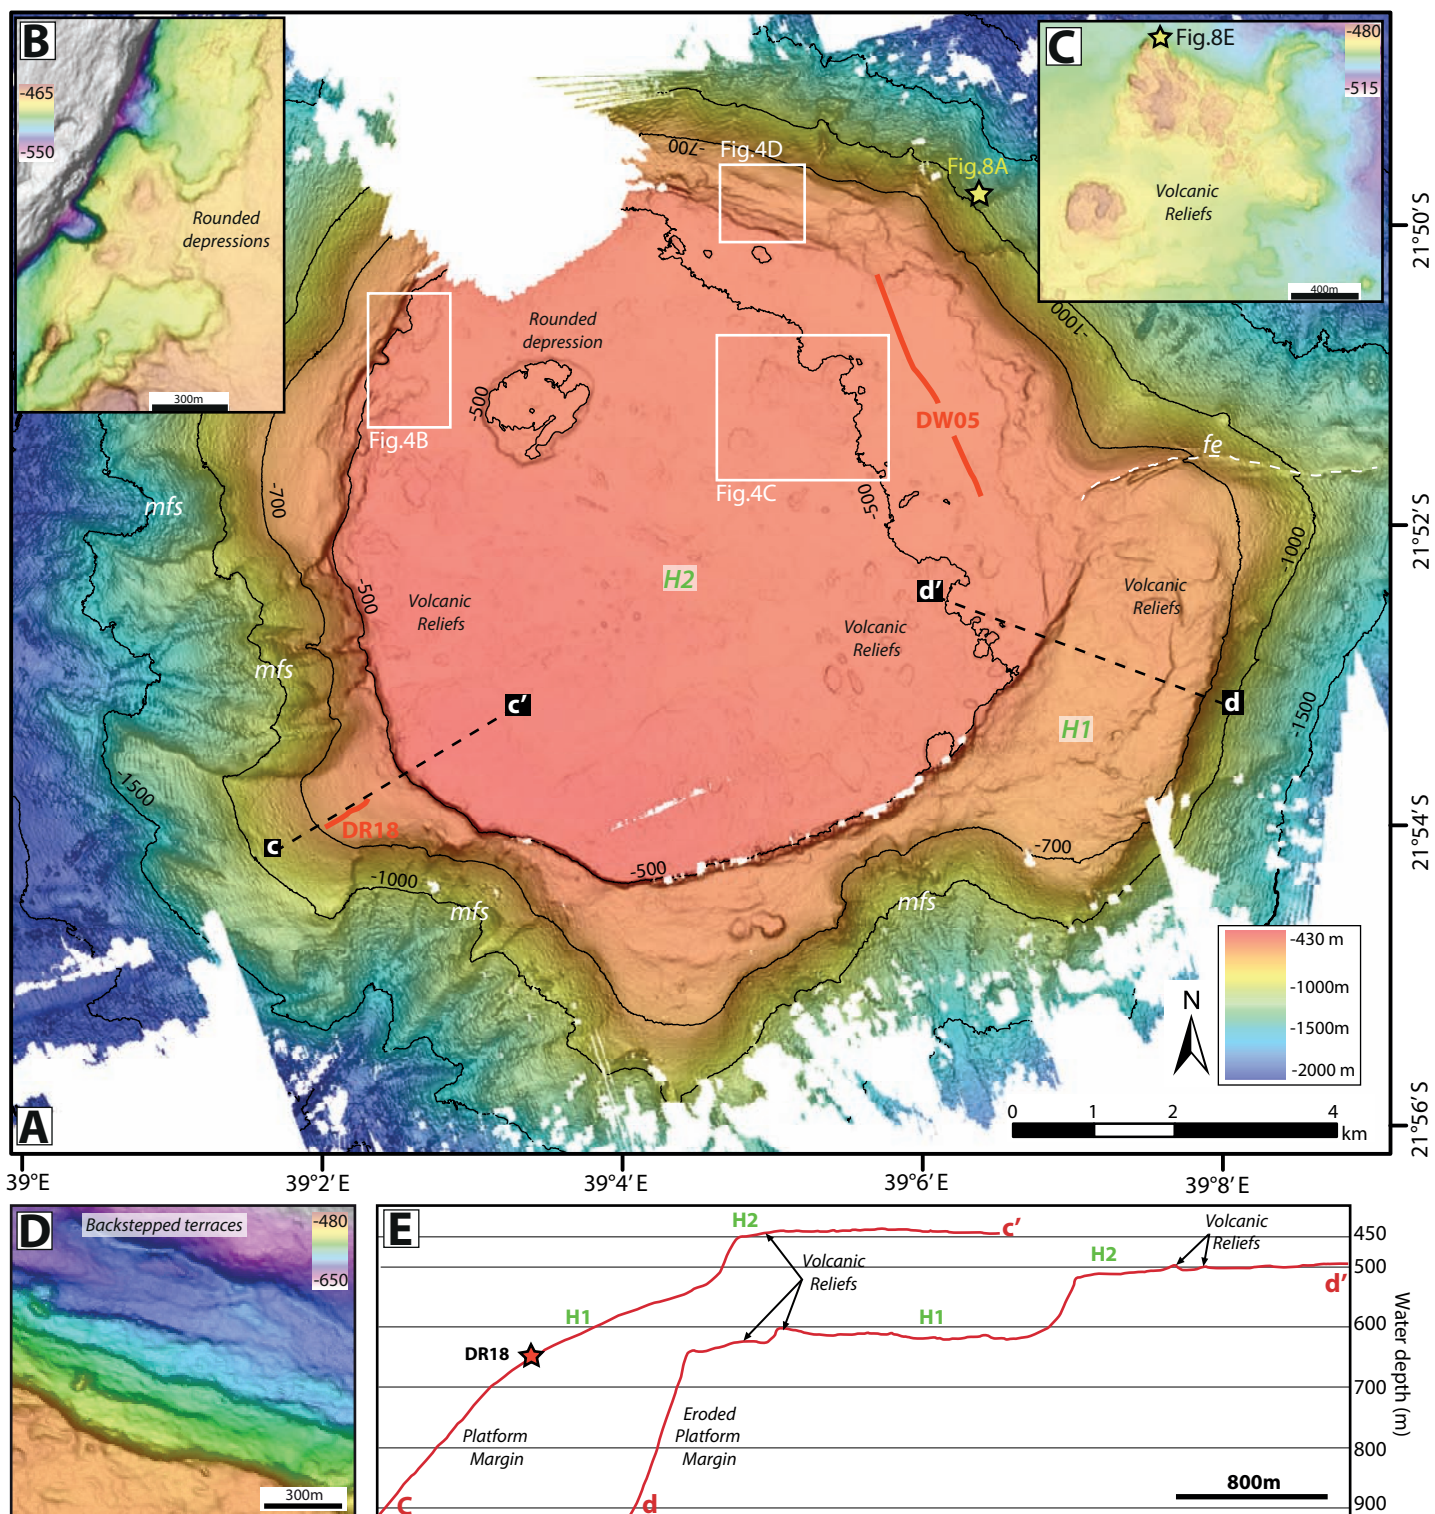 B
-465
-550
Rounded
depressions
300m
C
Fig.8E
-480
-515
Volcanic
Reliefs
400m
-700
Fig.4D
Fig.8A
-1000
Rounded
depression
-500
Fig.4B
Fig.4C
DW05
fe
-700
mfs
-500
-1000
-500
H2
d'
Volcanic
Reliefs
Volcanic
Reliefs
Volcanic
Reliefs
mfs
c'
d
H1
-1500
-1500
DR18
c
-700
-500
-1000
mfs
mfs
-430 m
-1000m
-1500m
-2000 m
N
0 1 2 4
km
A
21°50'S
21°52'S
21°54'S
21°56'S
39°E
39°2' E
39°4' E
39°6' E
39°8' E
D
Backstepped terraces
-480
-650
300m
E
H2
c'
Volcanic
Reliefs
H2
Volcanic
Reliefs
d'
H1
H1
DR18
Platform
Margin
Eroded
Platform
Margin
C
d
800m
450
500
600
700
800
900
Water depth (m)